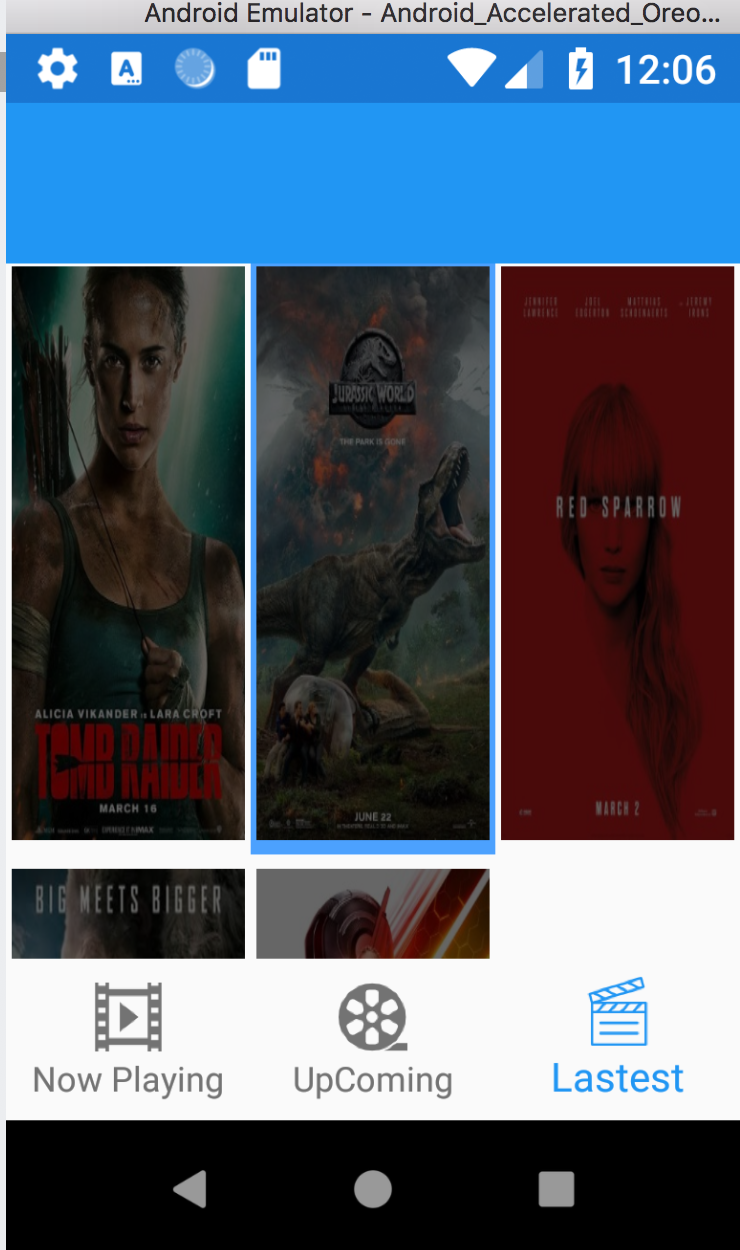 Android Emulator - Android_Accelerated_Oreo...
A
12:06
JURASSIC WORLD
THE PARK IS GONE
JENNIFER LAWRENCE JOEL EDGERTON MATTHIAS SCHOENAERTS JEREMY IRONS
RED SPARROW
ALICIA VIKANDER IS LARA CROFT
TOMB RAIDER
MARCH 16
JUNE 22
MARCH 2
BIG MEETS BIGGER
Now Playing
UpComing
Lastest